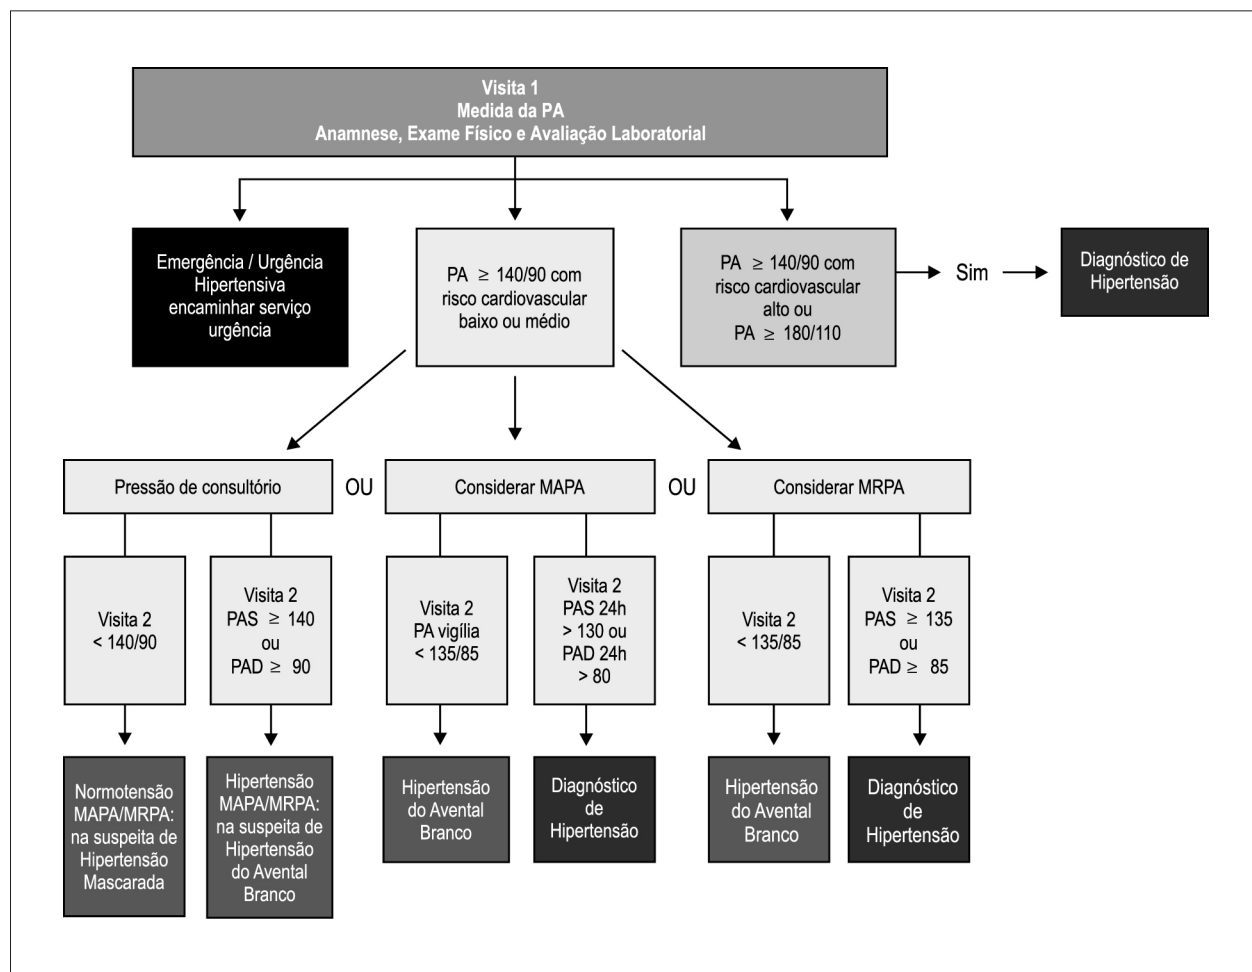 Visita 1
Medida da PA
Anamnese, Exame Físico e Avaliação Laboratorial
Emergência / Urgência
Hipertensiva
encaminhar serviço
urgência
PA ≥ 140/90 com
risco cardiovascular
baixo ou médio
PA ≥ 140/90 com
risco cardiovascular
alto ou
PA ≥ 180/110
Sim
Diagnóstico de
Hipertensão
Pressão de consultório
OU
Considerar MAPA
OU
Considerar MRPA
Visita 2
< 140/90
Visita 2
PAS ≥ 140
ou
PAD ≥ 90
Visita 2
PA vigília
< 135/85
Visita 2
PAS 24h
> 130 ou
PAD 24h
> 80
Visita 2
< 135/85
Visita 2
PAS ≥ 135
ou
PAD ≥ 85
Normotensão
MAPA/MRPA:
na suspeita de
Hipertensão
Mascarada
Hipertensão
MAPA/MRPA:
na suspeita de
Hipertensão
do Avental
Branco
Hipertensão
do Avental
Branco
Diagnóstico
de
Hipertensão
Hipertensão
do Avental
Branco
Diagnóstico
de
Hipertensão